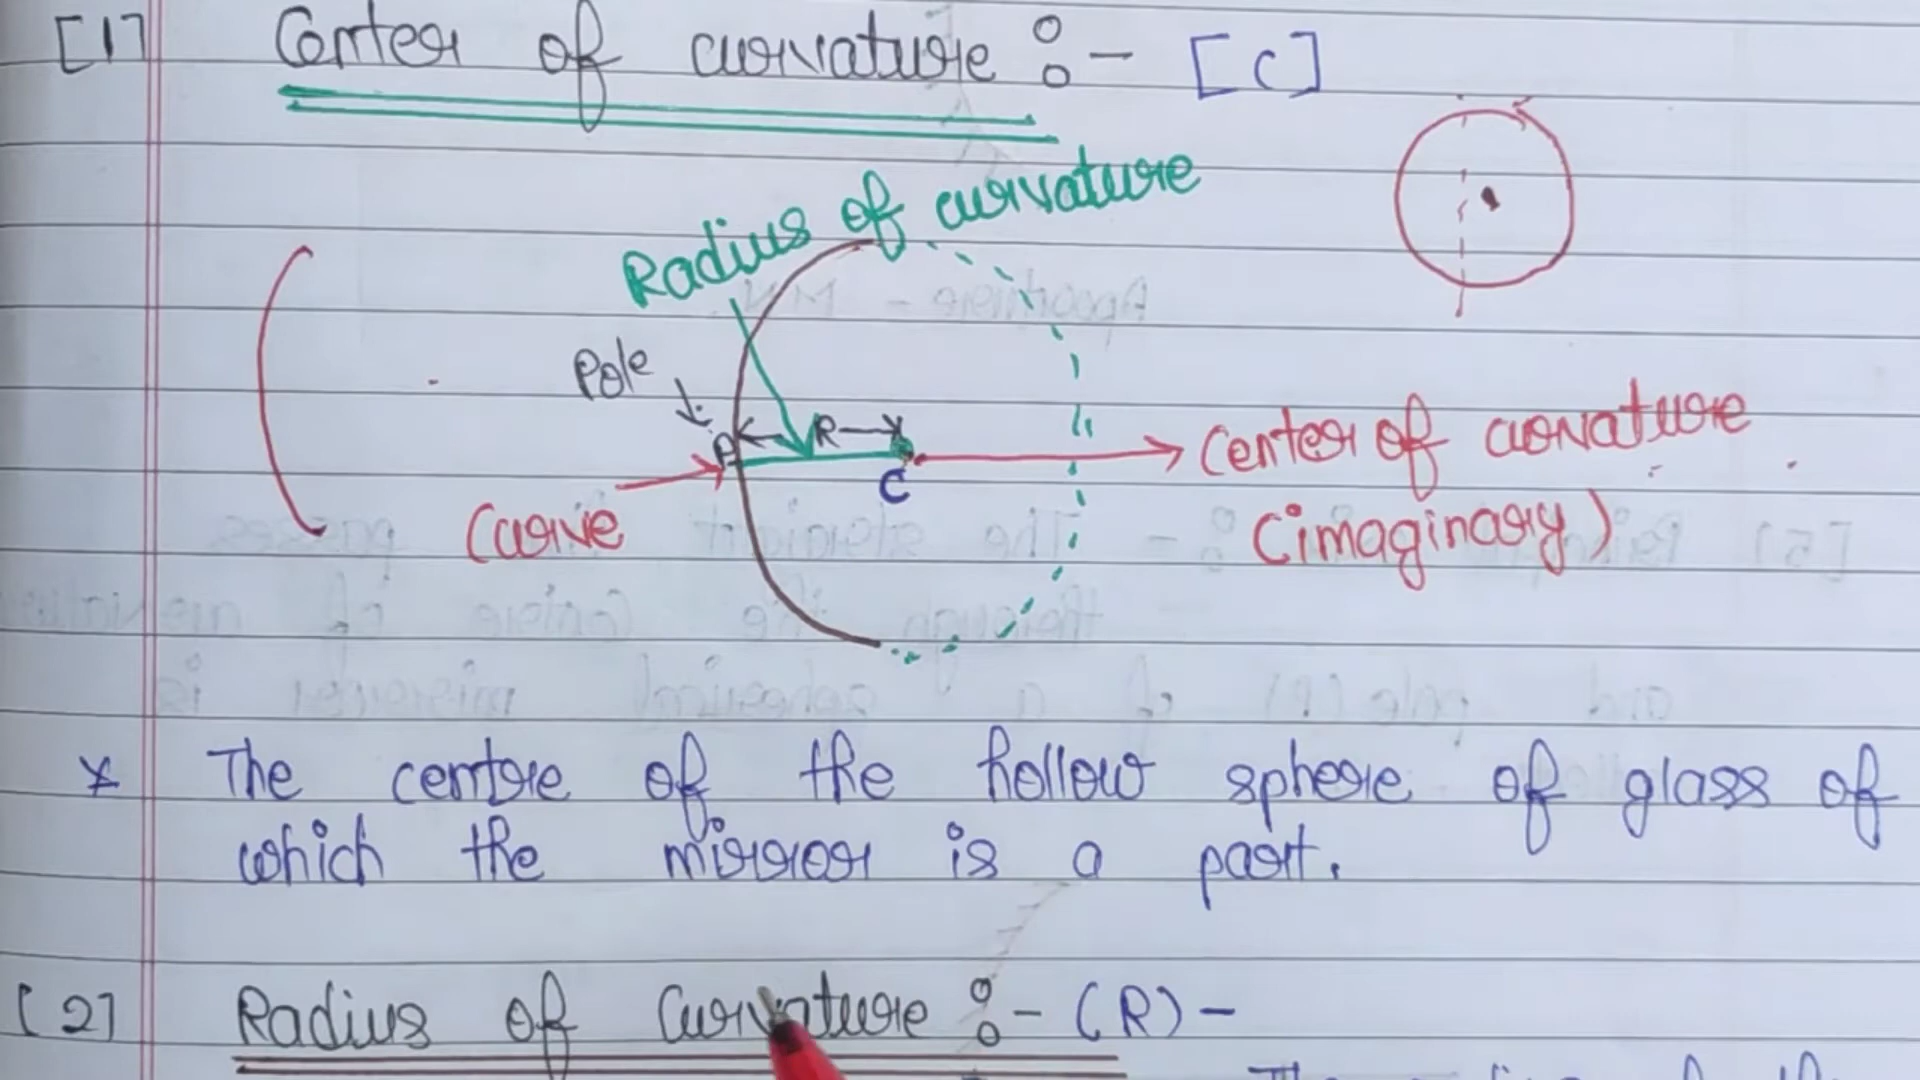 [1] Center of curvature :- [C]
Radius of curvature
Pole
P
R
C
Curve
Center of curvature
(imaginary)
* The centre of the hollow sphere of glass of
which the mirror is a part.
[2] Radius of Curvature :- (R) -